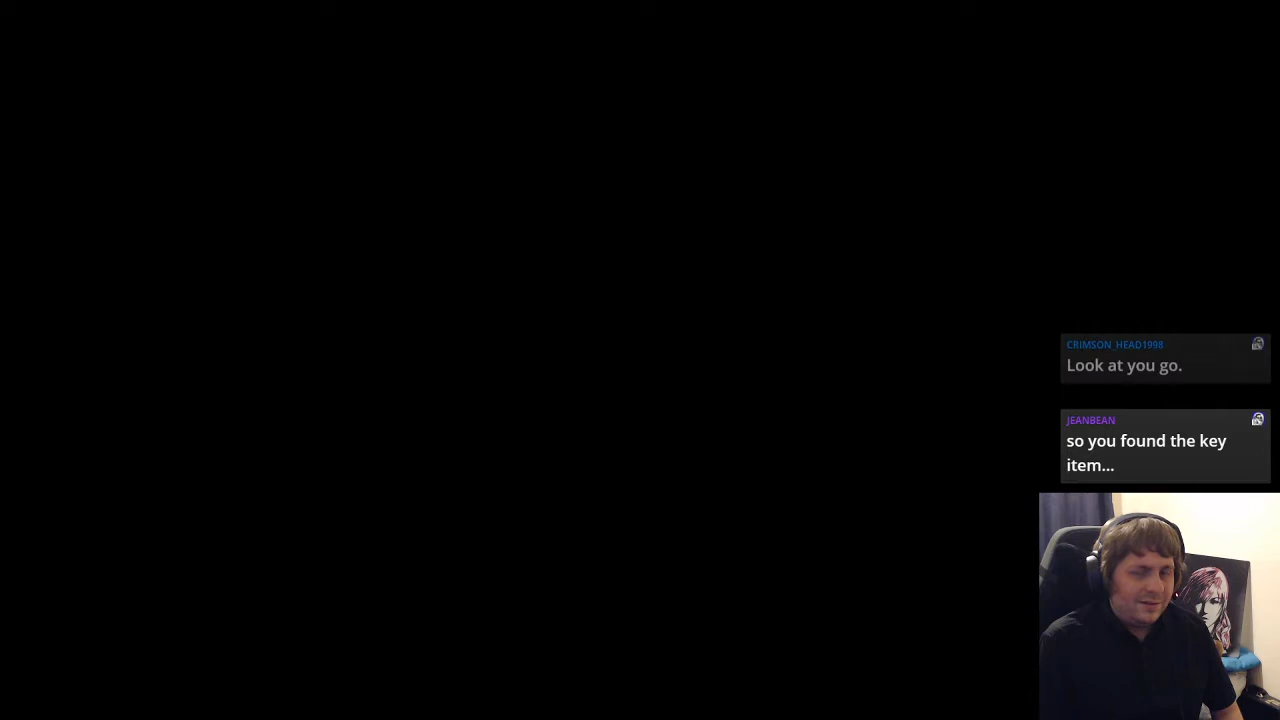 CRIMSON_HEAD1998
Look at you go.
JEANBEAN
so you found the key
item...